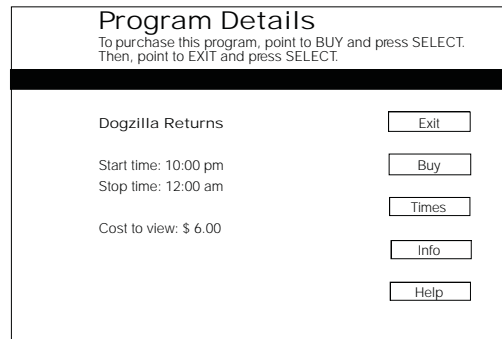 Program Details
To purchase this program, point to BUY and press SELECT.
Then, point to EXIT and press SELECT.
Dogzilla Returns
Start time: 10:00 pm
Stop time: 12:00 am
Cost to view: $ 6.00
Exit
Buy
Times
Info
Help